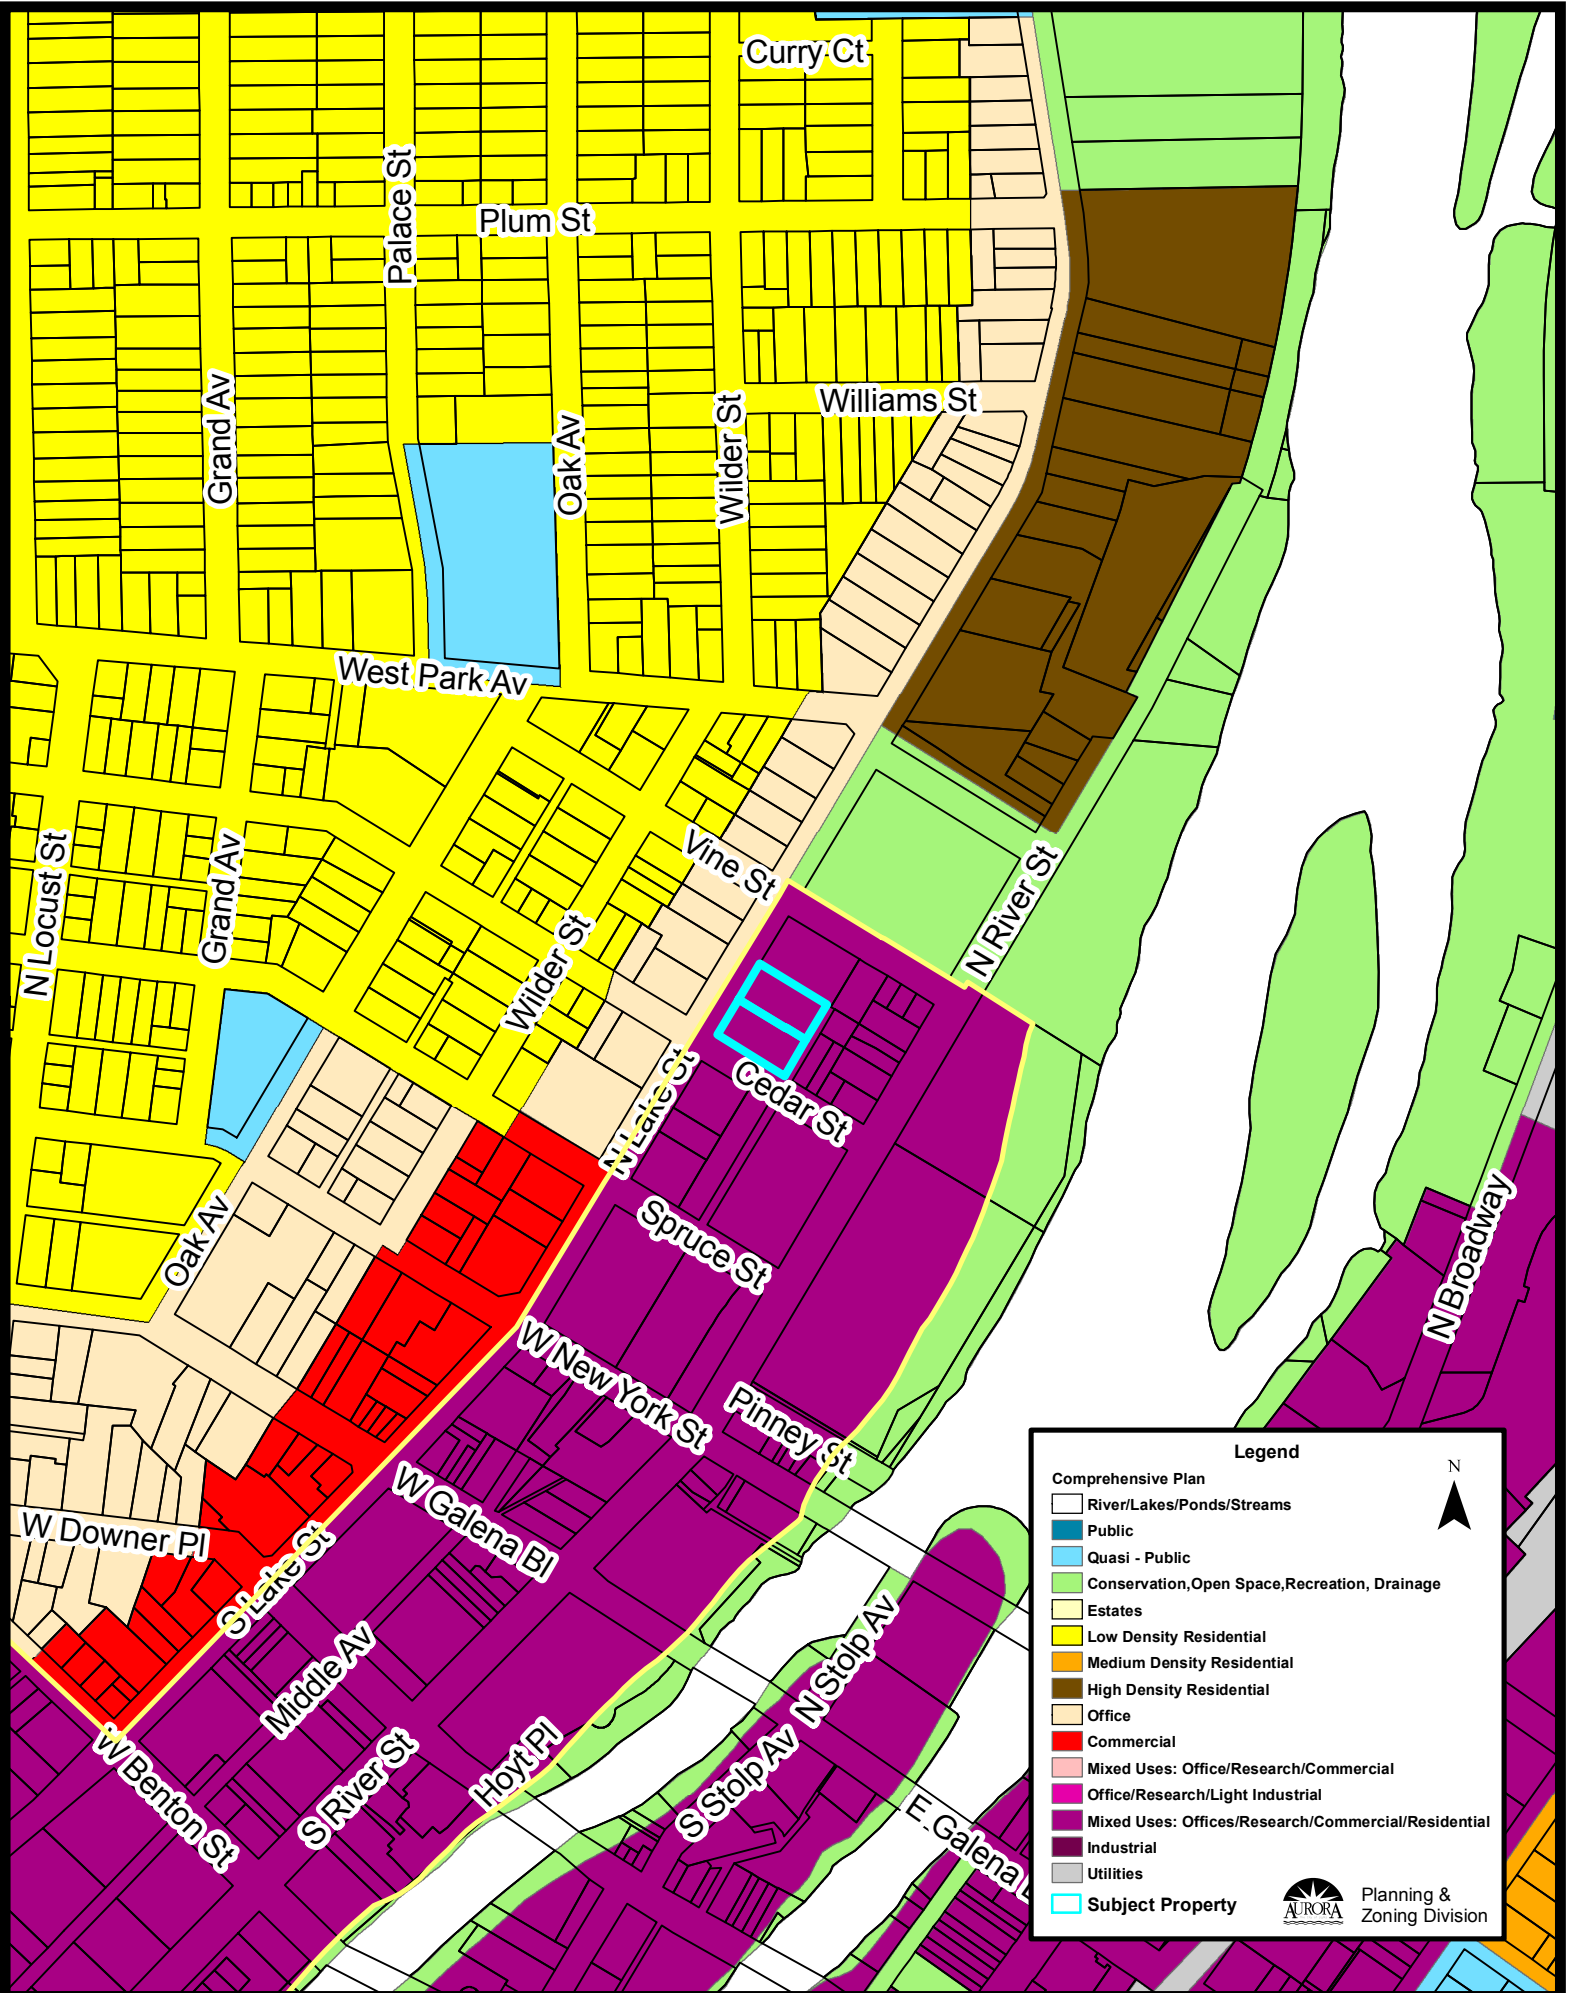 Curry Ct
Palace St
Plum St
Grand Av
Oak Av
Wilder St
Williams St
West Park Av
Vine St
N Locust St
Grand Av
Wilder St
N River St
N Lake St
Cedar St
Oak Av
Spruce St
N Broadway
W New York St
Pinney St
W Galena Bl
W Downer Pl
S Lake St
Middle Av
N Stolp Av
W Benton St
S River St
Hoyt Pl
S Stolp Av
E Galena
Legend
Comprehensive Plan
N
River/Lakes/Ponds/Streams
Public
Quasi - Public
Conservation,Open Space,Recreation, Drainage
Estates
Low Density Residential
Medium Density Residential
High Density Residential
Office
Commercial
Mixed Uses: Office/Research/Commercial
Office/Research/Light Industrial
Mixed Uses: Offices/Research/Commercial/Residential
Industrial
Utilities
Subject Property
AURORA
Planning &
Zoning Division